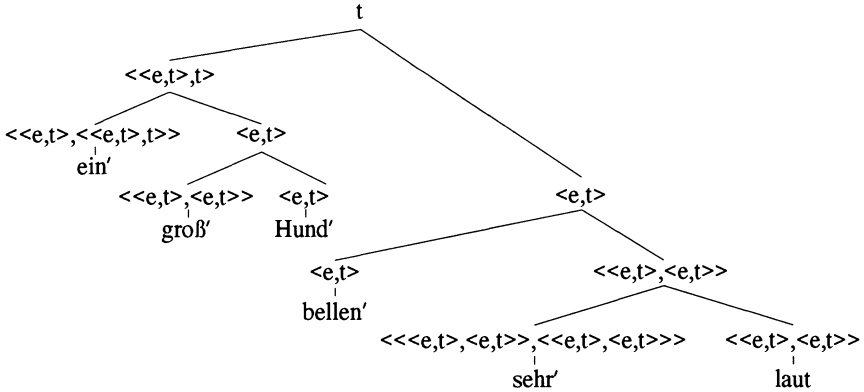 t
<<e,t>,t>
<<e,t>,<<e,t>,t>> <e,t>
ein′
<<e,t>,<e,t>> <e,t> <e,t>
groß′ Hund′
<e,t> <<e,t>,<e,t>>
bellen′
<<<e,t>,<e,t>>,<<e,t>,<e,t>>> <<e,t>,<e,t>>
sehr′ laut